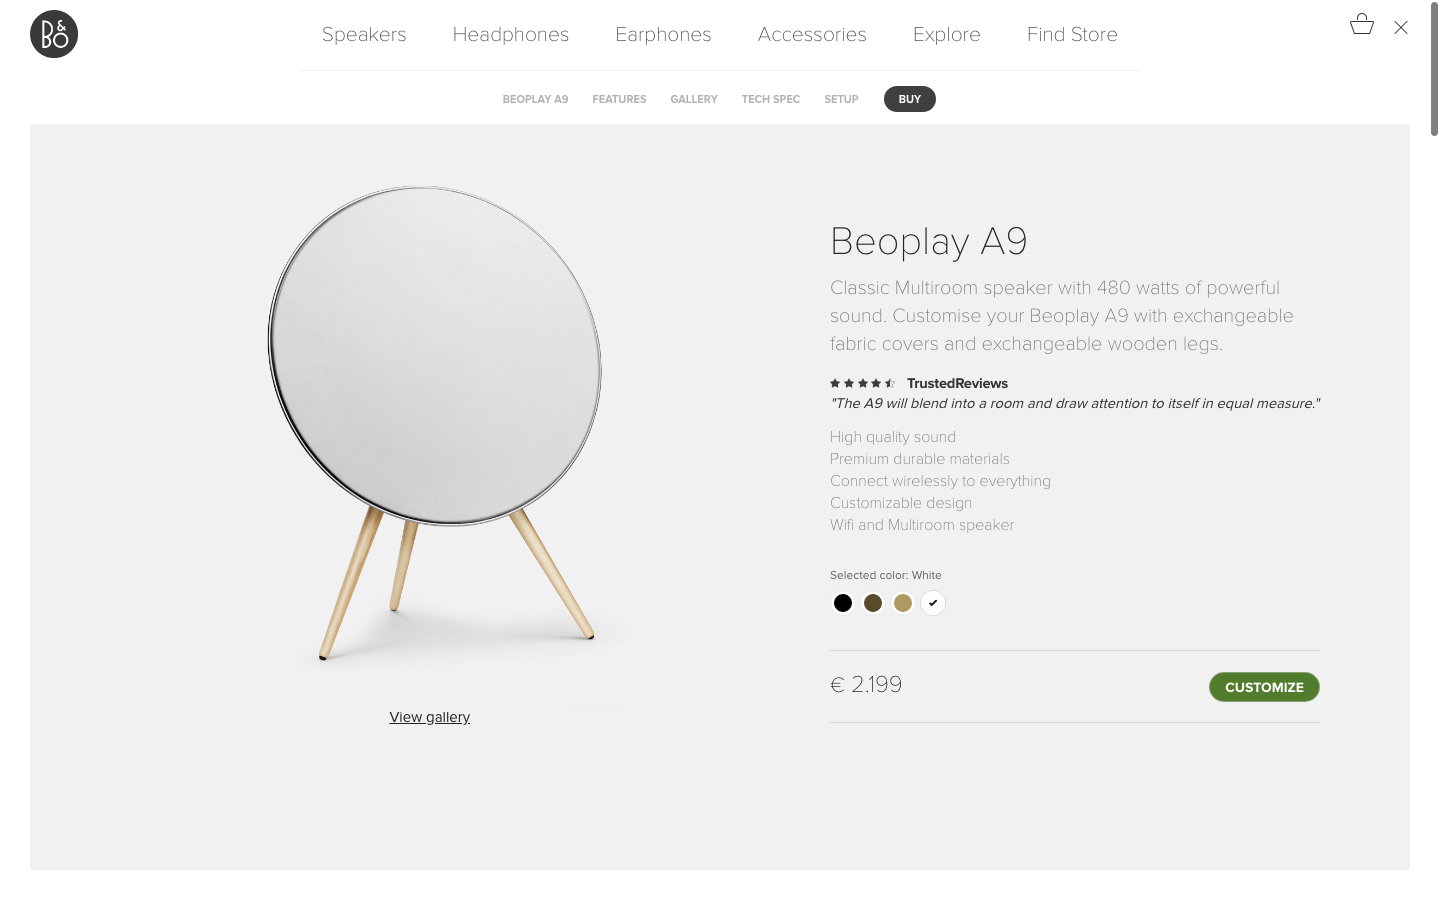 B&O
Speakers Headphones Earphones Accessories Explore Find Store
BEOPLAY A9 FEATURES GALLERY TECH SPEC SETUP BUY
Beoplay A9
Classic Multiroom speaker with 480 watts of powerful
sound. Customise your Beoplay A9 with exchangeable
fabric covers and exchangeable wooden legs.
TrustedReviews
"The A9 will blend into a room and draw attention to itself in equal measure."
High quality sound
Premium durable materials
Connect wirelessly to everything
Customizable design
Wifi and Multiroom speaker
Selected color: White
€ 2.199 CUSTOMIZE
View gallery